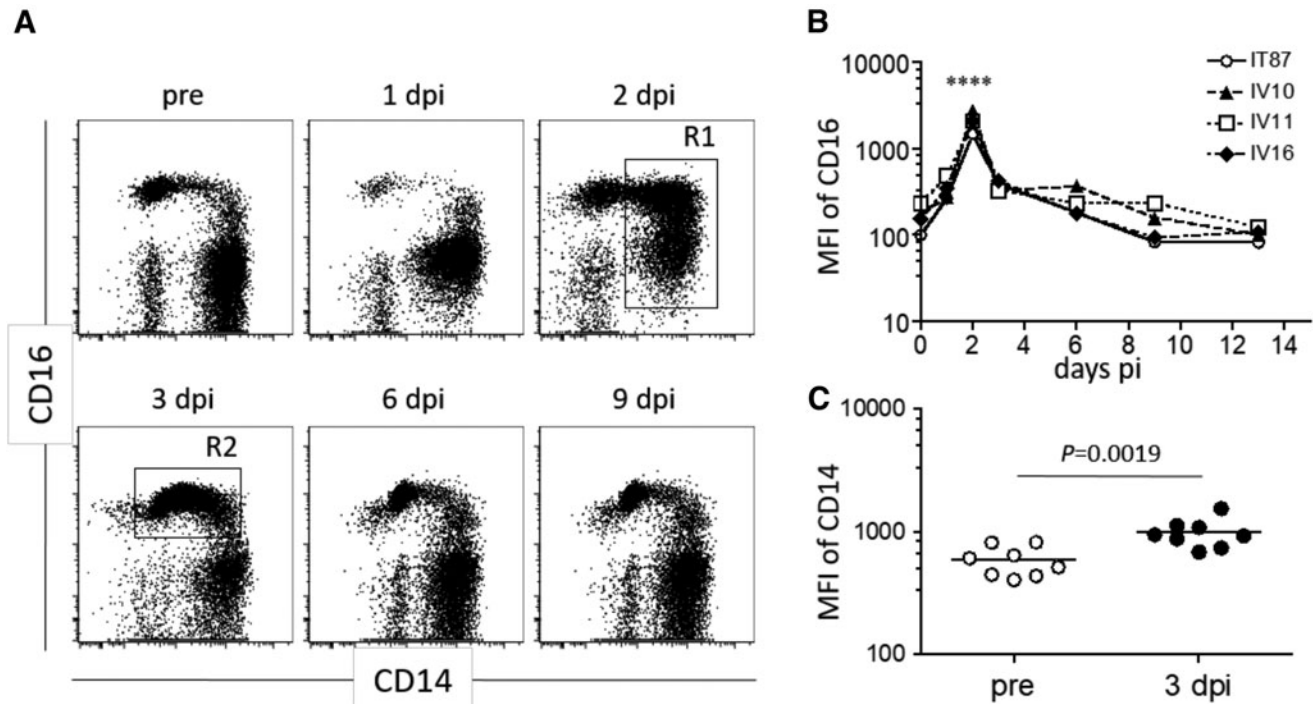 A
pre
1 dpi
2 dpi
R1
3 dpi
6 dpi
9 dpi
R2
CD16
CD14
B
10000
1000
100
10
0 2 4 6 8 10 12 14
MFI of CD16
days pi
****
IT87
IV10
IV11
IV16
C
10000
1000
100
MFI of CD14
P=0.0019
pre
3 dpi